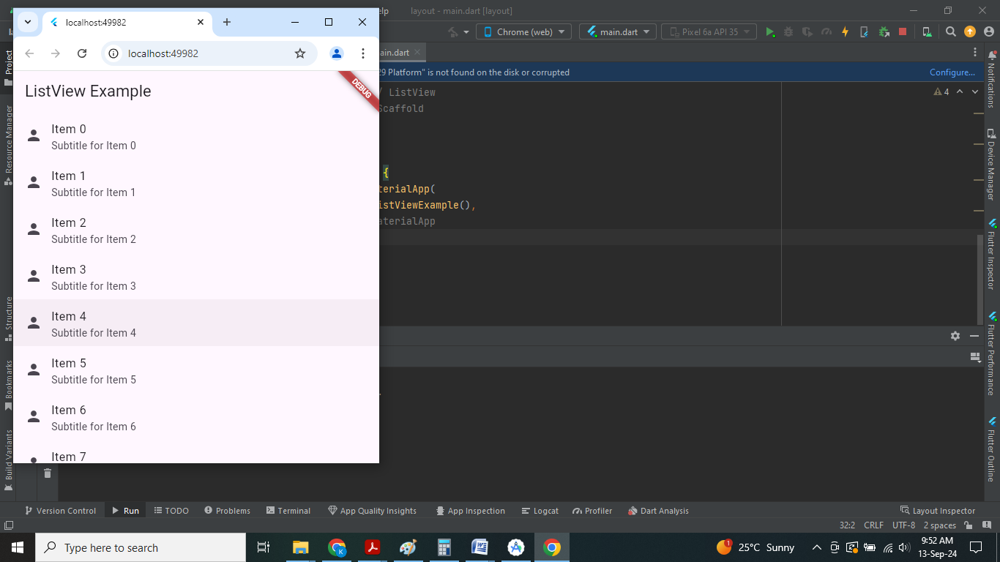 localhost:49982
lp
layout - main.dart [layout]
Chrome (web)
main.dart
Pixel 6a API 35
localhost:49982
ain.dart
29 Platform" is not found on the disk or corrupted
Configure...
DEBUG
ListView Example
Item 0
Subtitle for Item 0
Item 1
Subtitle for Item 1
Item 2
Subtitle for Item 2
Item 3
Subtitle for Item 3
Item 4
Subtitle for Item 4
Item 5
Subtitle for Item 5
Item 6
Subtitle for Item 6
Item 7
/ ListView
Scaffold
{
terialApp(
istViewExample(),
aterialApp
4
Project
Resource Manager
Structure
Bookmarks
Build Variants
Notifications
Device Manager
Flutter Inspector
Flutter Performance
Flutter Outline
Version Control
Run
TODO
Problems
Terminal
App Quality Insights
App Inspection
Logcat
Profiler
Dart Analysis
Layout Inspector
32:2 CRLF UTF-8 2 spaces
Type here to search
K
W
1
25°C Sunny
9:52 AM
13-Sep-24